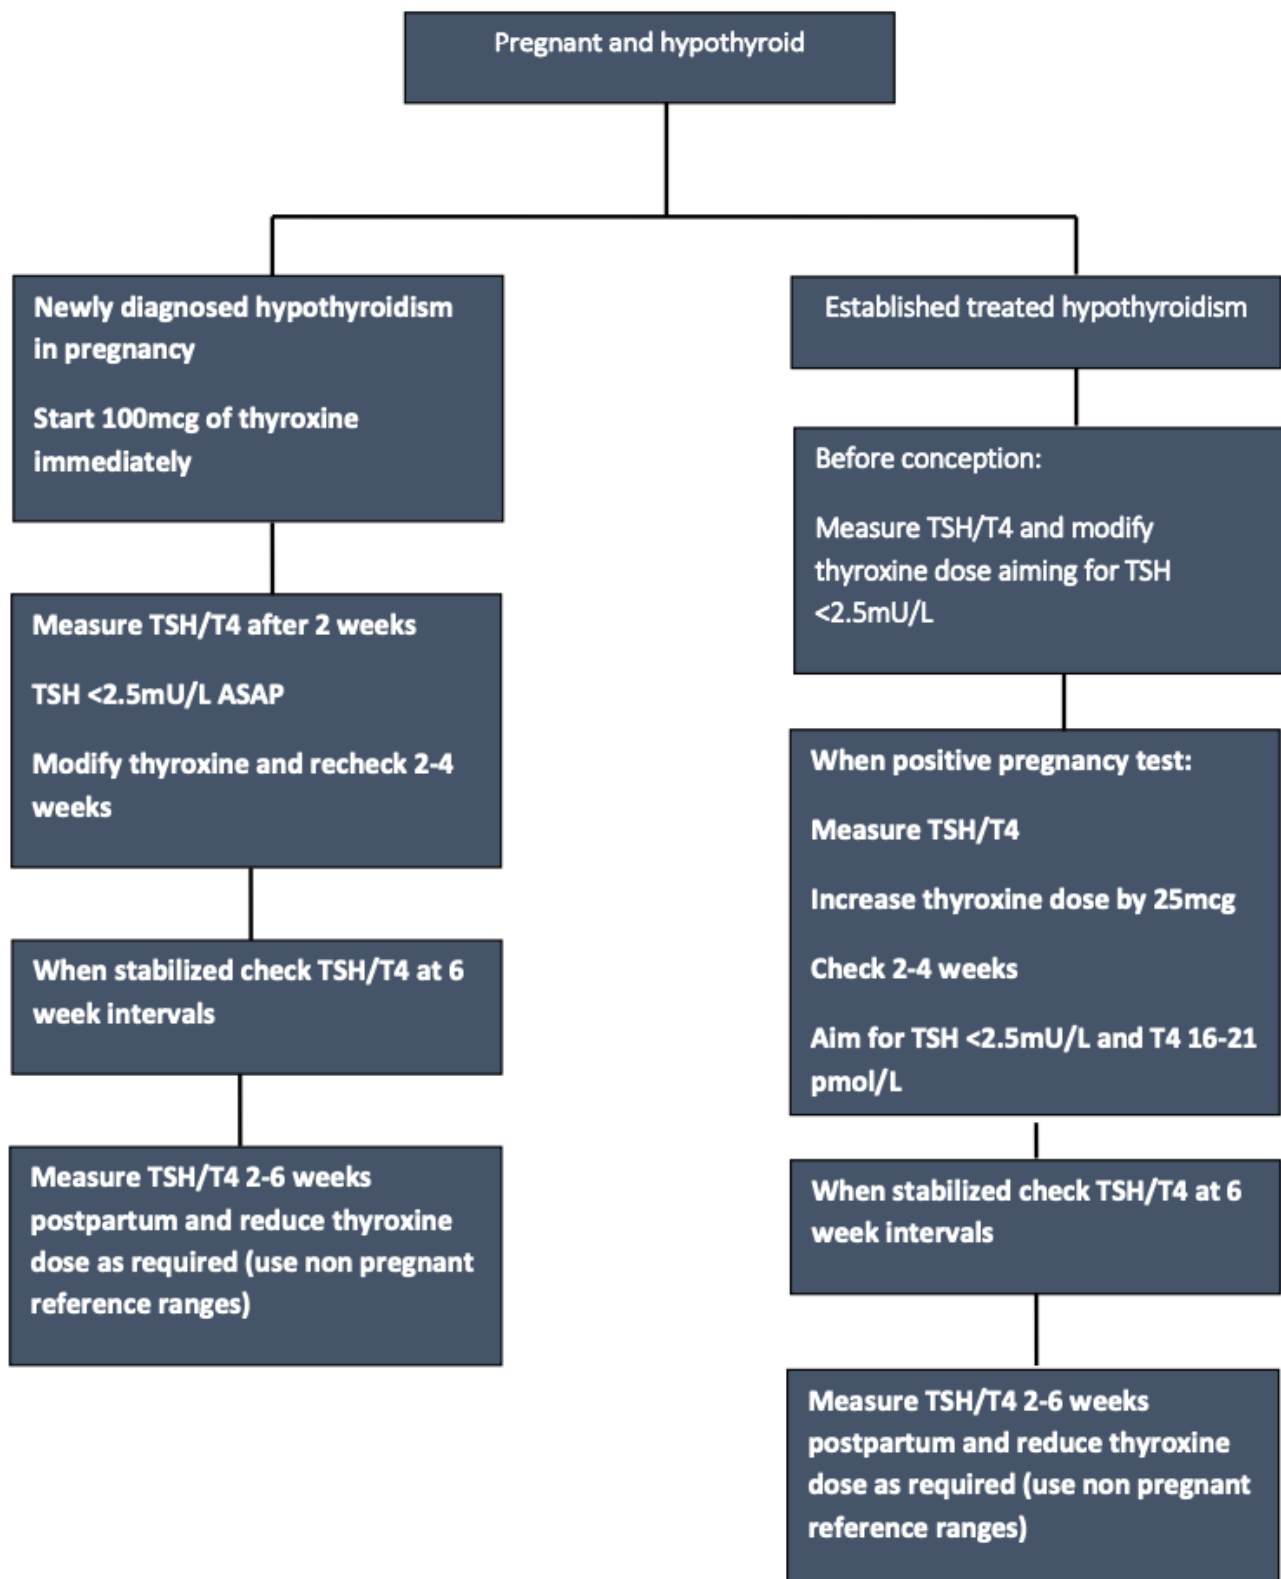 Pregnant and hypothyroid
Newly diagnosed hypothyroidism
in pregnancy
Start 100mcg of thyroxine
immediately
Measure TSH/T4 after 2 weeks
TSH <2.5mU/L ASAP
Modify thyroxine and recheck 2-4
weeks
When stabilized check TSH/T4 at 6
week intervals
Measure TSH/T4 2-6 weeks
postpartum and reduce thyroxine
dose as required (use non pregnant
reference ranges)
Established treated hypothyroidism
Before conception:
Measure TSH/T4 and modify
thyroxine dose aiming for TSH
<2.5mU/L
When positive pregnancy test:
Measure TSH/T4
Increase thyroxine dose by 25mcg
Check 2-4 weeks
Aim for TSH <2.5mU/L and T4 16-21
pmol/L
When stabilized check TSH/T4 at 6
week intervals
Measure TSH/T4 2-6 weeks
postpartum and reduce thyroxine
dose as required (use non pregnant
reference ranges)